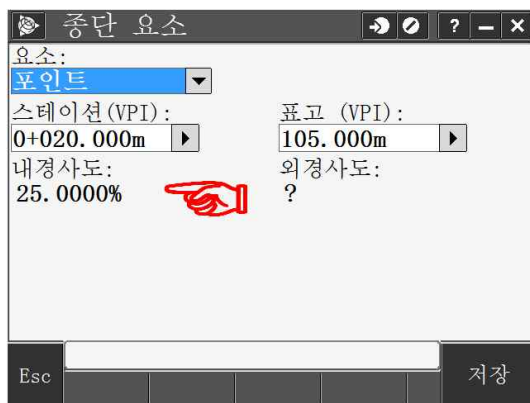 종단 요소 ? – ×
요소:
포인트
스테이션(VPI): 표고 (VPI):
0+020.000m 105.000m
내경사도: 외경사도:
25.0000% ?
Esc 저장